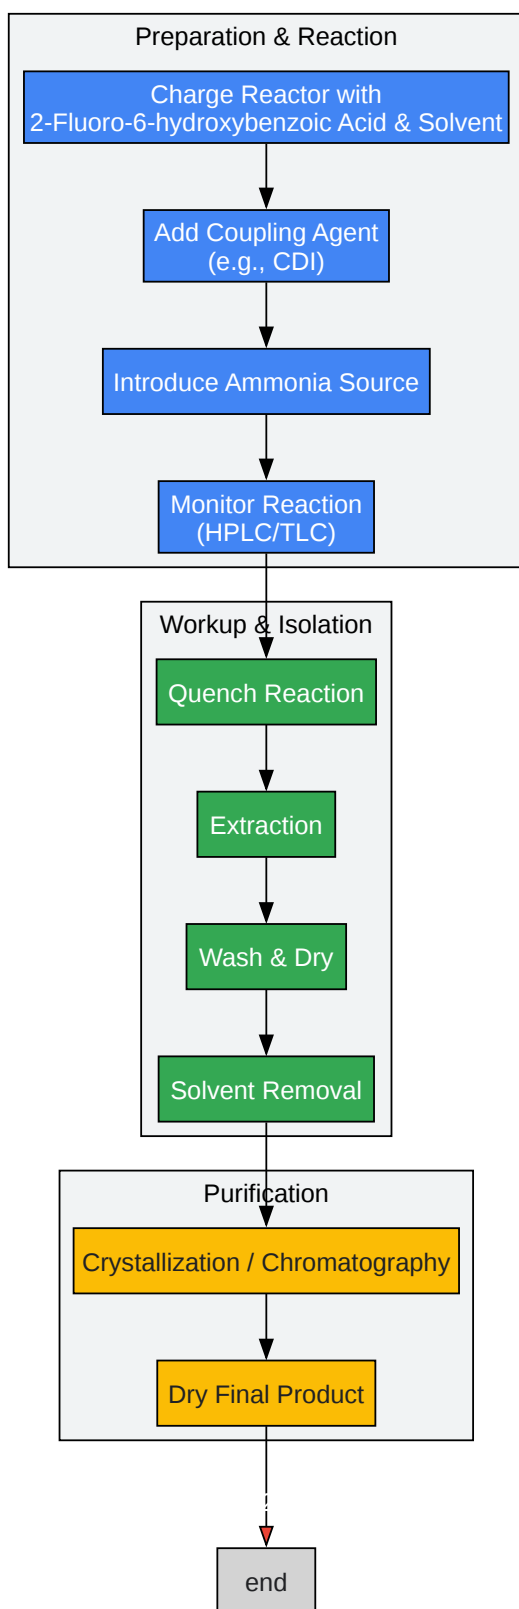 Preparation & Reaction
Charge Reactor with
2-Fluoro-6-hydroxybenzoic Acid & Solvent
Add Coupling Agent
(e.g., CDI)
Introduce Ammonia Source
Monitor Reaction
(HPLC/TLC)
Workup & Isolation
Quench Reaction
Extraction
Wash & Dry
Solvent Removal
Purification
Crystallization / Chromatography
Dry Final Product
end